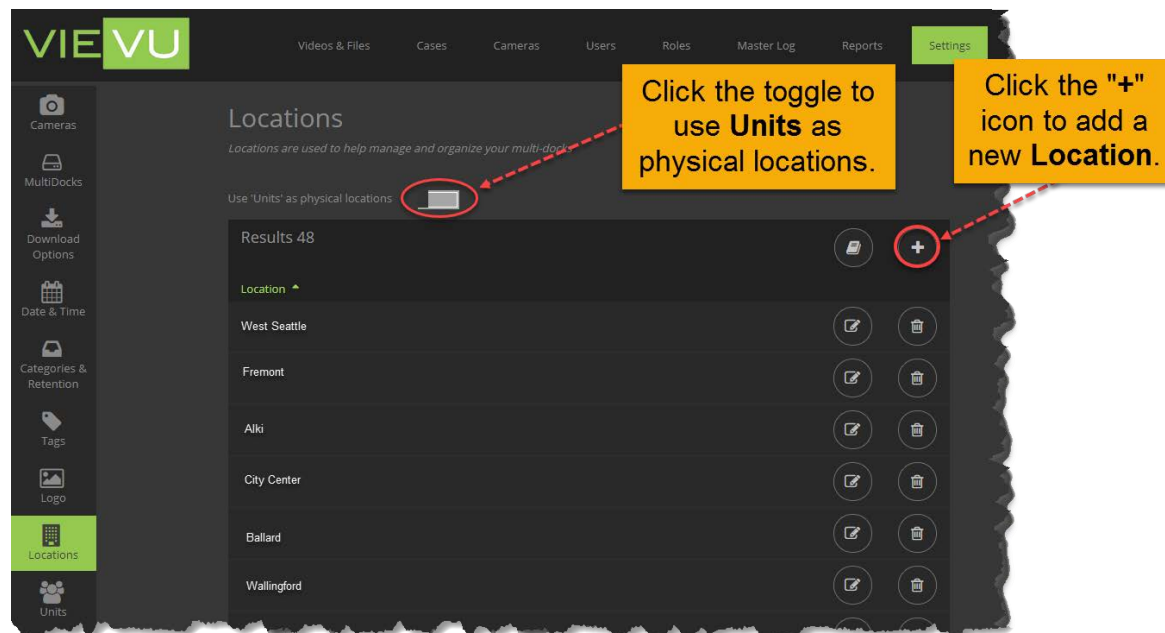 VIEVU
Videos & Files
Cases
Cameras
Users
Roles
Master Log
Reports
Settings
Click the toggle to
use Units as
physical locations.
Click the "+"
icon to add a
new Location.
Cameras
MultiDocks
Download
Options
Date & Time
Categories &
Retention
Tags
Logo
Locations
Units
Locations
Locations are used to help manage and organize your multi-docks
Use 'Units' as physical locations
Results 48
Location
West Seattle
Fremont
Alki
City Center
Ballard
Wallingford